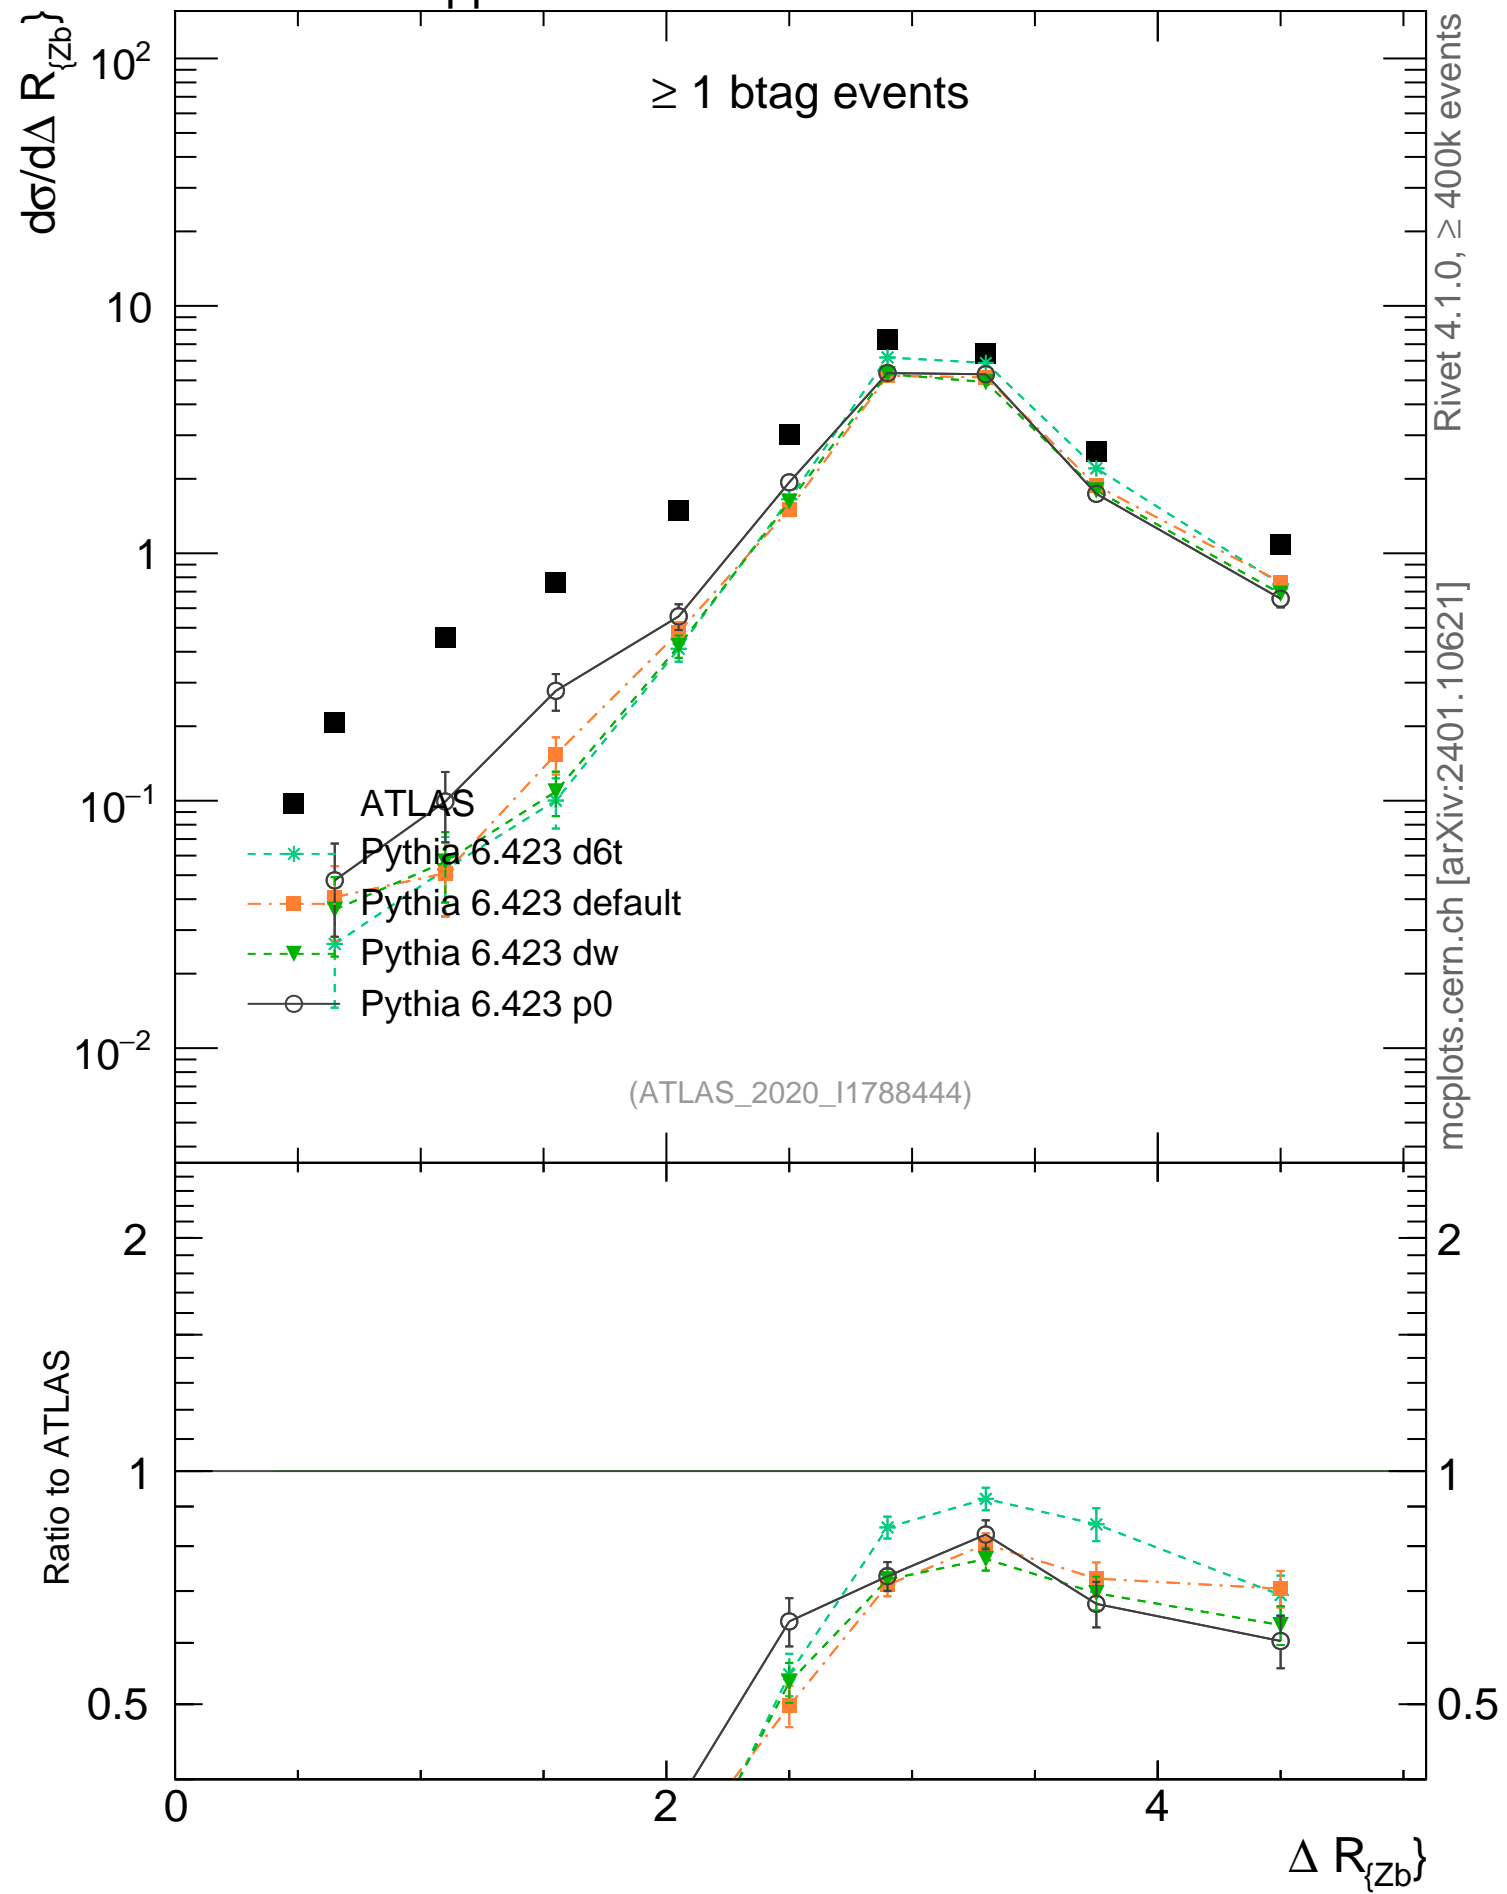 dσ/dΔ R_{Zb}
≥ 1 btag events
10²
10
1
10⁻¹
10⁻²
ATLAS
Pythia 6.423 d6t
Pythia 6.423 default
Pythia 6.423 dw
Pythia 6.423 p0
(ATLAS_2020_I1788444)
Rivet 4.1.0, ≥ 400k events
mcplots.cern.ch [arXiv:2401.10621]
Ratio to ATLAS
2
1
0.5
2
1
0.5
0
2
4
Δ R_{Zb}